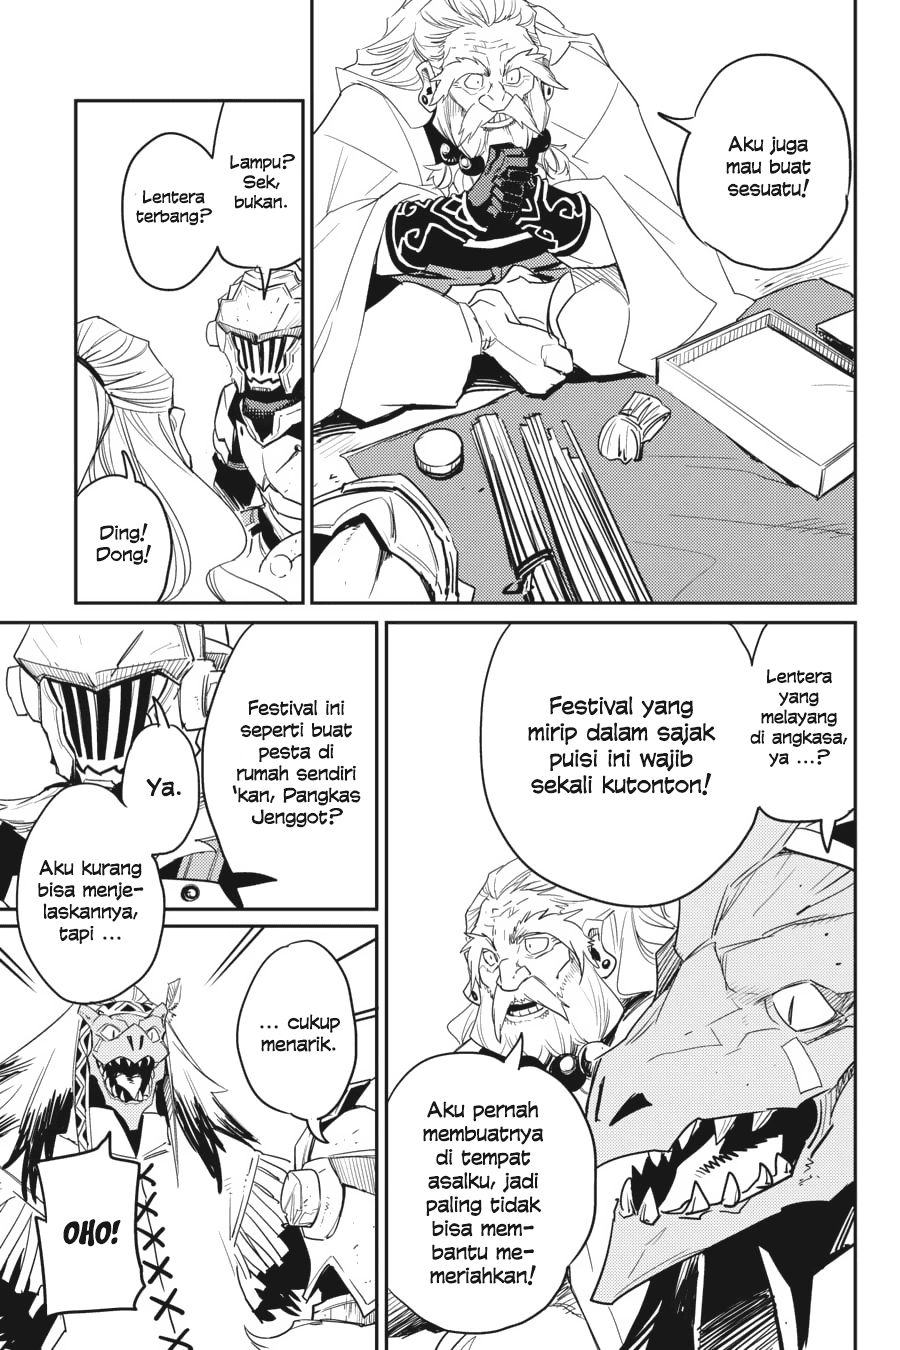 Aku juga
mau buat
sesuatu!
Lampu?
Sek,
bukan.
Lentera
terbang?
Ding!
Dong!
Lentera
yang
melayang
di angkasa,
ya ...?
Festival yang
mirip dalam sajak
puisi ini wajib
sekali kutonton!
Aku pernah
membuatnya
di tempat
asalku, jadi
paling tidak
bisa mem-
bantu me-
meriahkan!
Festival ini
seperti buat
pesta di
rumah sendiri
'kan, Pangkas
Jenggot?
Ya.
Aku kurang
bisa menje-
laskannya,
tapi ...
... cukup
menarik.
OHO!